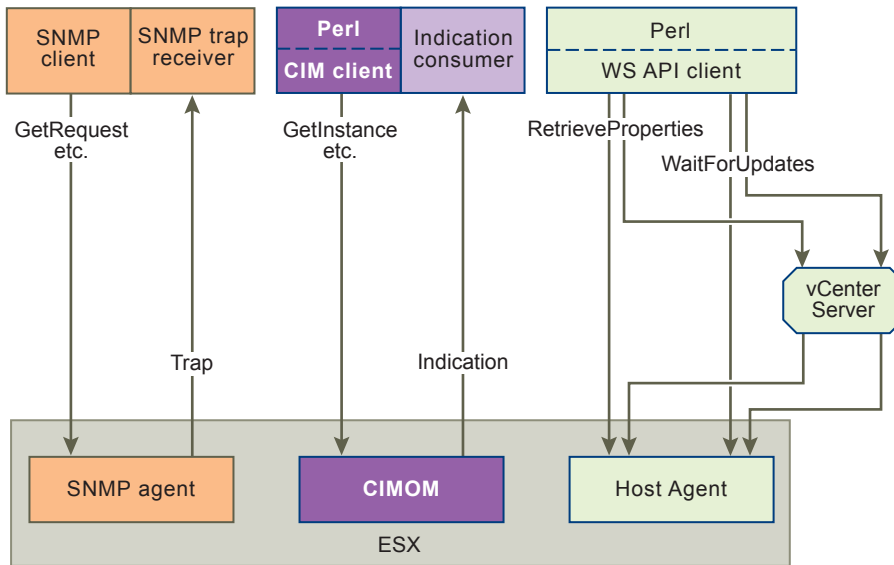 SNMP
client
SNMP trap
receiver
Perl
CIM client
Indication
consumer
Perl
WS API client
GetRequest
etc.
GetInstance
etc.
RetrieveProperties
WaitForUpdates
vCenter
Server
Trap
Indication
SNMP agent
CIMOM
Host Agent
ESX